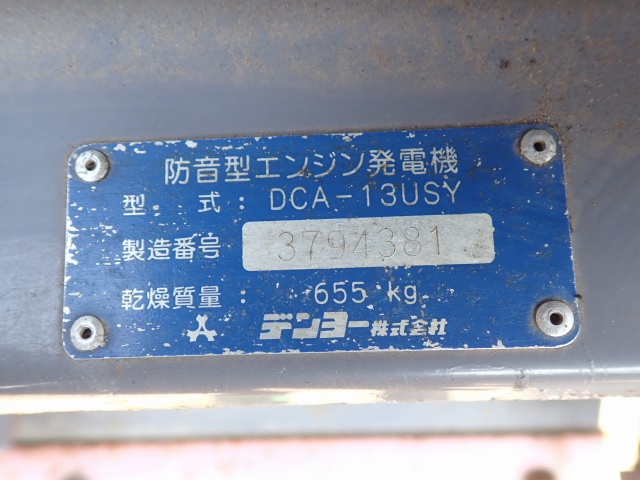 防音型エンジン発電機
型 式 : DCA-13USY
製造番号 3794381
乾燥質量 : 655 kg
デンヨー株式会社